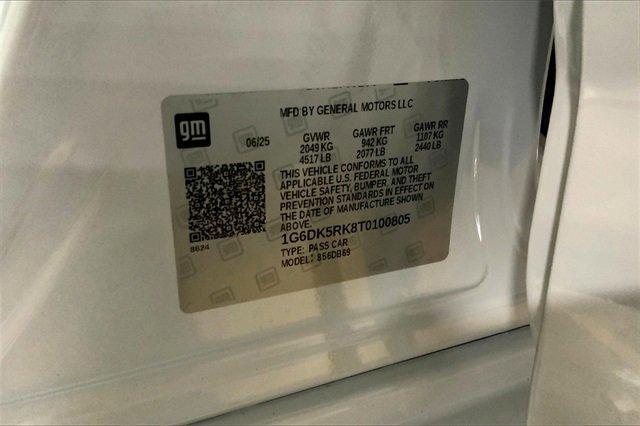 MFD BY GENERAL MOTORS LLC
gm
06/25
GVWR GAWR FRT GAWR RR
2049 KG 942 KG 1107 KG
4517 LB 2077 LB 2440 LB
THIS VEHICLE CONFORMS TO ALL
APPLICABLE U.S. FEDERAL MOTOR
VEHICLE SAFETY, BUMPER, AND THEFT
PREVENTION STANDARDS IN EFFECT ON
THE DATE OF MANUFACTURE SHOWN
ABOVE.
1G6DK5RK8T0100805
8624
TYPE: PASS CAR
MODEL: 856DB69